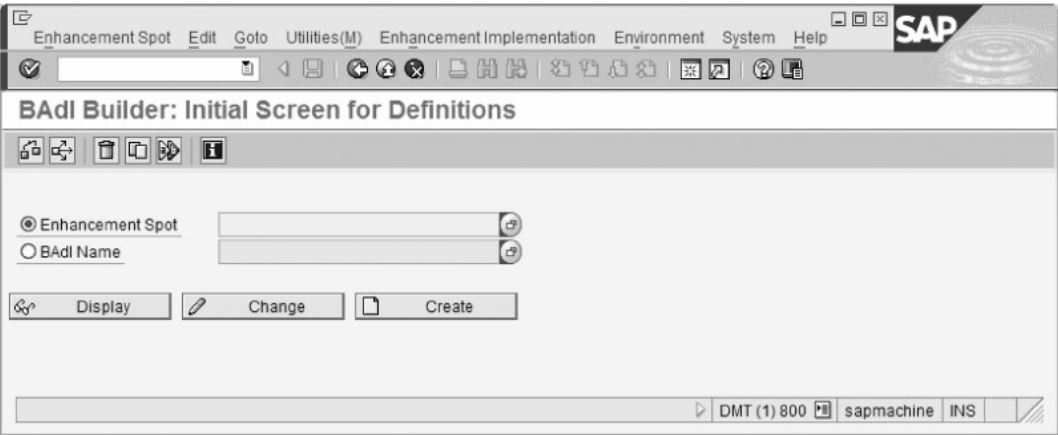 Enhancement Spot Edit Goto Utilities(M) Enhancement Implementation Environment System Help
SAP
BAdI Builder: Initial Screen for Definitions
Enhancement Spot
BAdI Name
Display Change Create
DMT (1) 800 sapmachine INS